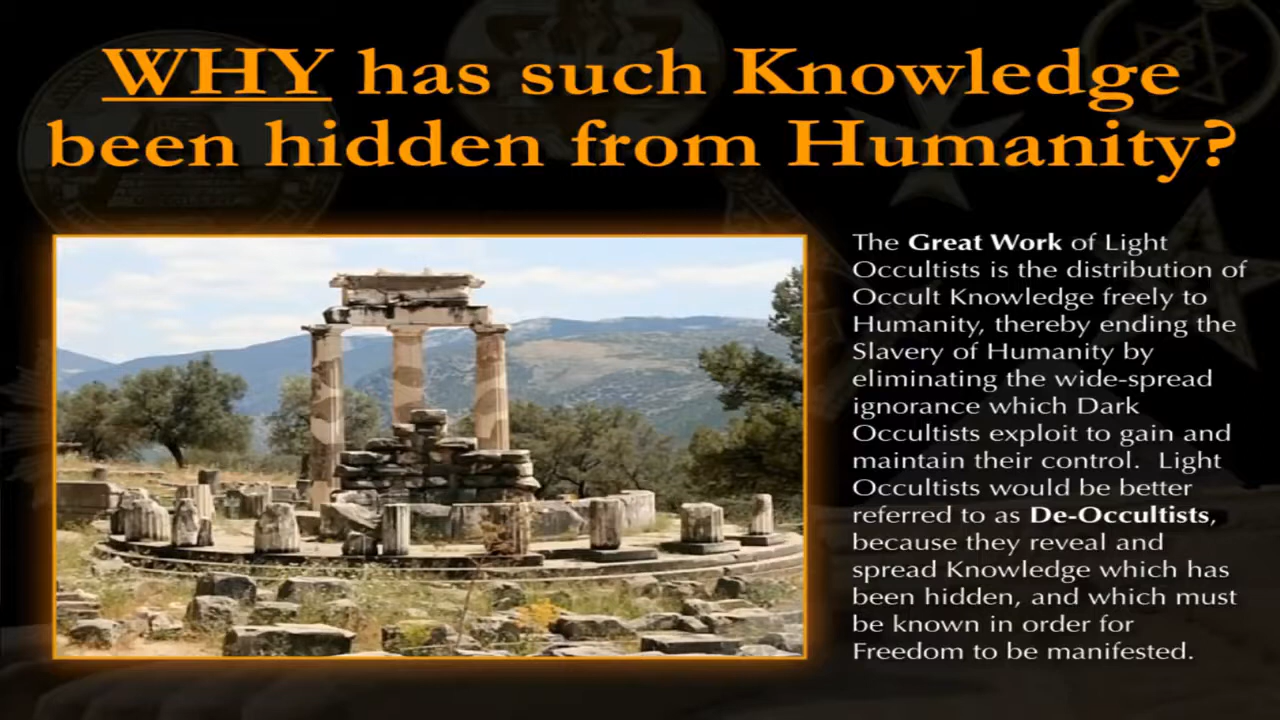 WHY has such Knowledge
been hidden from Humanity?
The Great Work of Light
Occultists is the distribution of
Occult Knowledge freely to
Humanity, thereby ending the
Slavery of Humanity by
eliminating the wide-spread
ignorance which Dark
Occultists exploit to gain and
maintain their control.  Light
Occultists would be better
referred to as De-Occultists,
because they reveal and
spread Knowledge which has
been hidden, and which must
be known in order for
Freedom to be manifested.